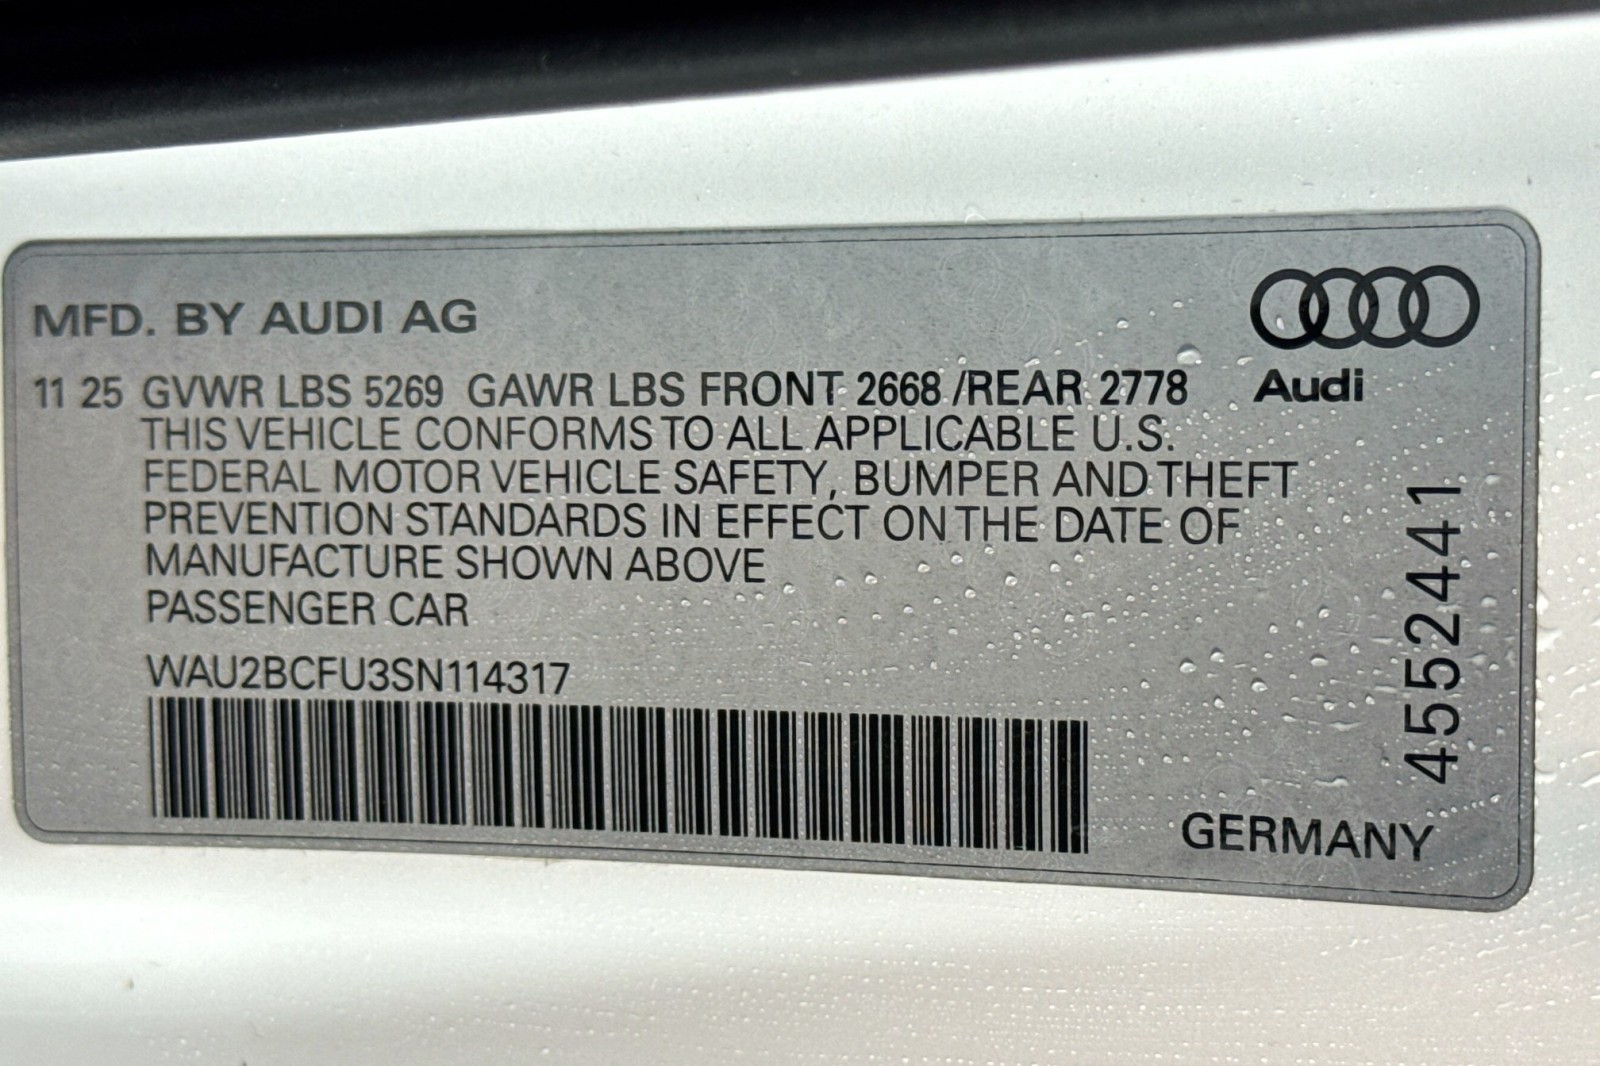 MFD. BY AUDI AG
11 25 GVWR LBS 5269 GAWR LBS FRONT 2668 /REAR 2778
THIS VEHICLE CONFORMS TO ALL APPLICABLE U.S.
FEDERAL MOTOR VEHICLE SAFETY, BUMPER AND THEFT
PREVENTION STANDARDS IN EFFECT ON THE DATE OF
MANUFACTURE SHOWN ABOVE
PASSENGER CAR
WAU2BCFU3SN114317
Audi
4552441
GERMANY